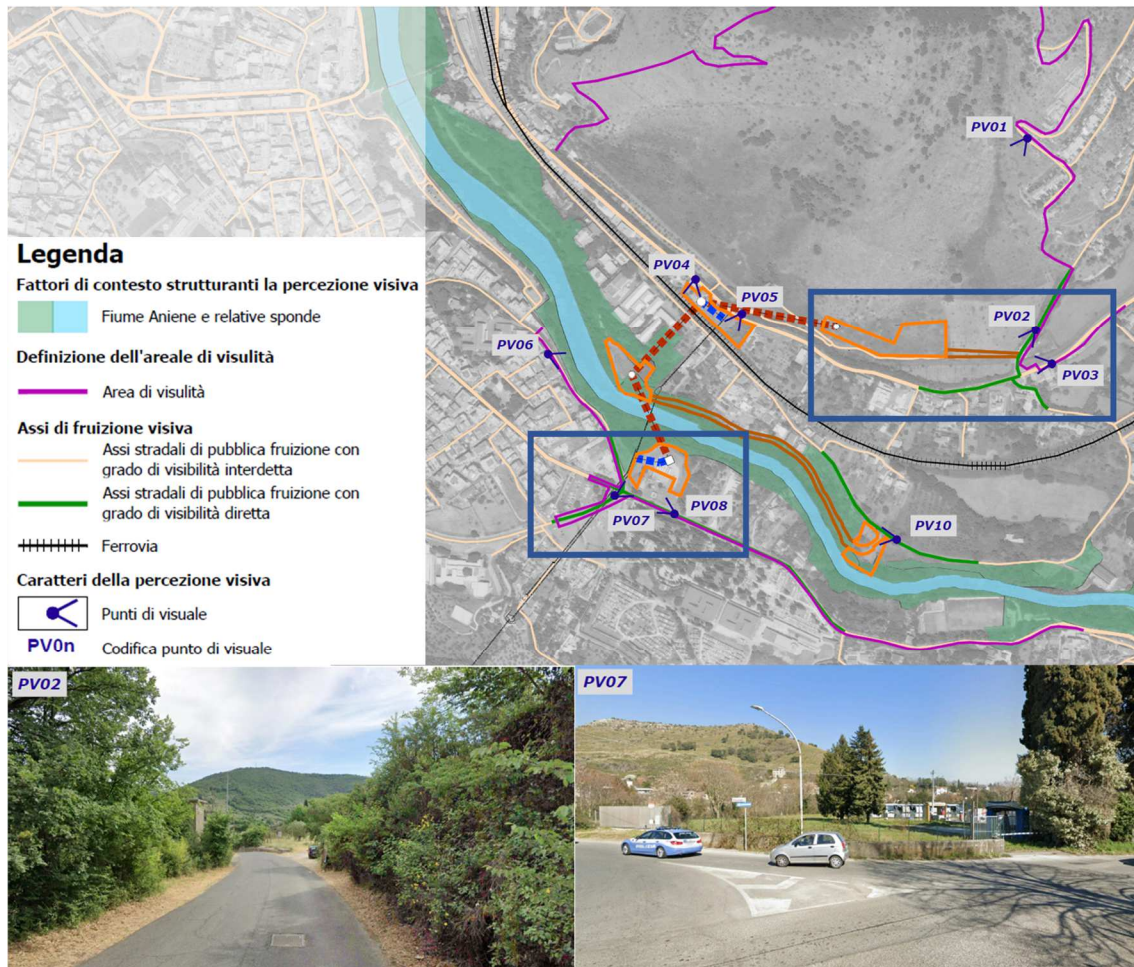 PV01
PV04
PV05
PV02
PV03
PV06
PV07
PV08
PV10
Legenda
Fattori di contesto strutturanti la percezione visiva
Fiume Aniene e relative sponde
Definizione dell'areale di visulità
Area di visulità
Assi di fruizione visiva
Assi stradali di pubblica fruizione con
grado di visibilità interdetta
Assi stradali di pubblica fruizione con
grado di visibilità diretta
Ferrovia
Caratteri della percezione visiva
Punti di visuale
PV0n Codifica punto di visuale
PV02
PV07